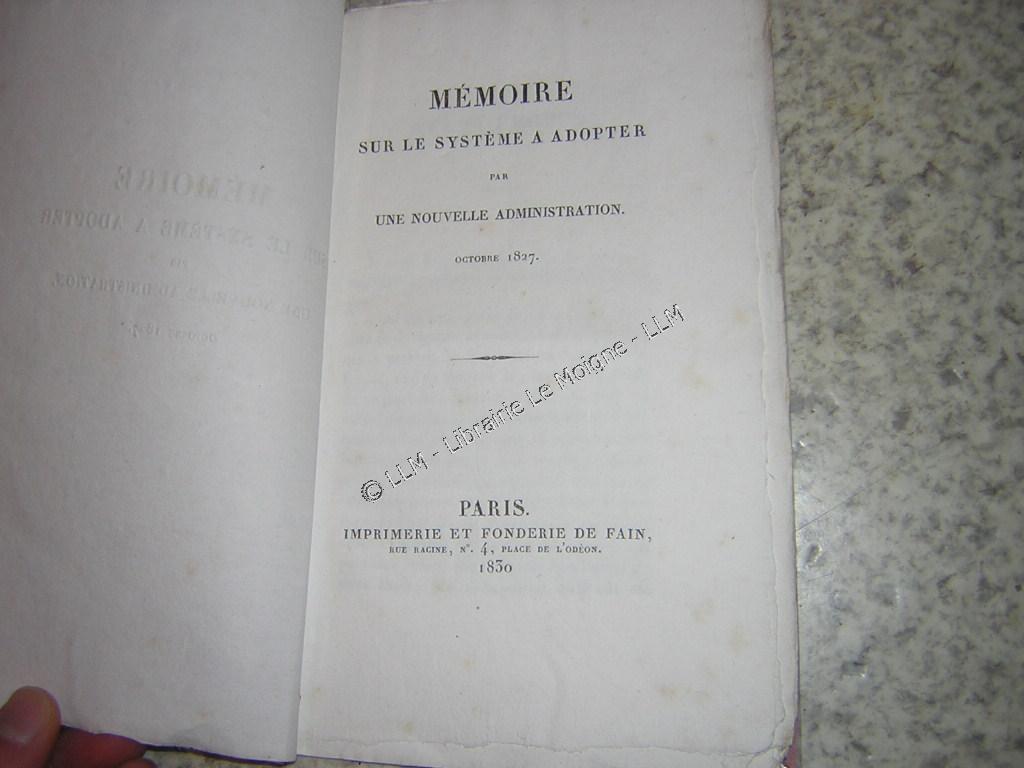 MÉMOIRE
SUR LE SYSTÈME A ADOPTER
PAR
UNE NOUVELLE ADMINISTRATION.
OCTOBRE 1827.
© LLM - Librairie Le Moigne - LLM
PARIS.
IMPRIMERIE ET FONDERIE DE FAIN,
RUE RACINE, N°. 4, PLACE DE L'ODÉON.
1830